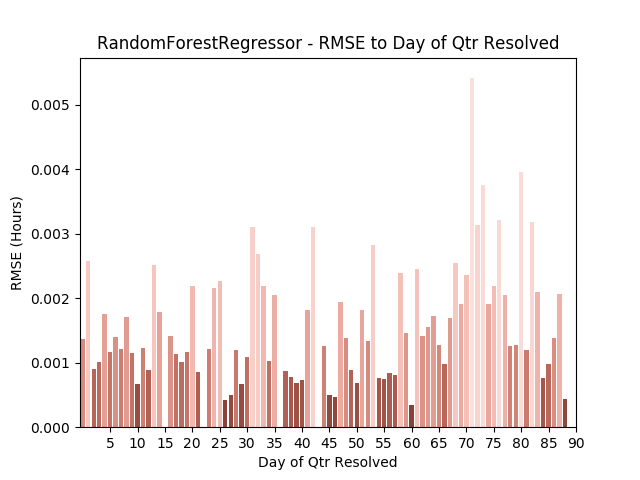 RandomForestRegressor - RMSE to Day of Qtr Resolved
0.005
0.004
0.003
0.002
0.001
0.000
RMSE (Hours)
5 10 15 20 25 30 35 40 45 50 55 60 65 70 75 80 85 90
Day of Qtr Resolved